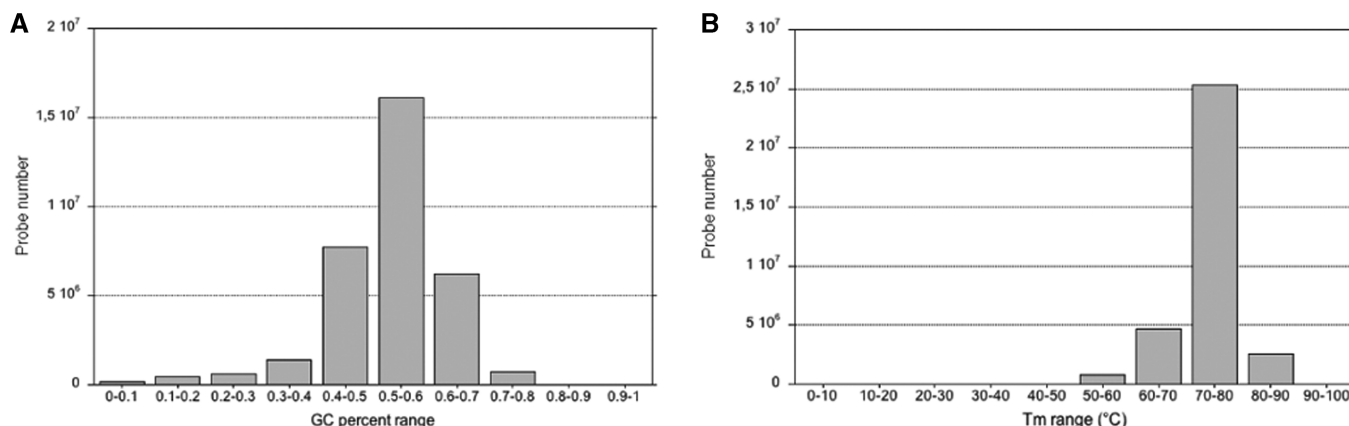 A
2 10⁷
1,5 10⁷
1 10⁷
5 10⁶
0
Probe number
0-0.1 0.1-0.2 0.2-0.3 0.3-0.4 0.4-0.5 0.5-0.6 0.6-0.7 0.7-0.8 0.8-0.9 0.9-1
GC percent range
B
3 10⁷
2,5 10⁷
2 10⁷
1,5 10⁷
1 10⁷
5 10⁶
0
Probe number
0-10 10-20 20-30 30-40 40-50 50-60 60-70 70-80 80-90 90-100
Tm range (°C)